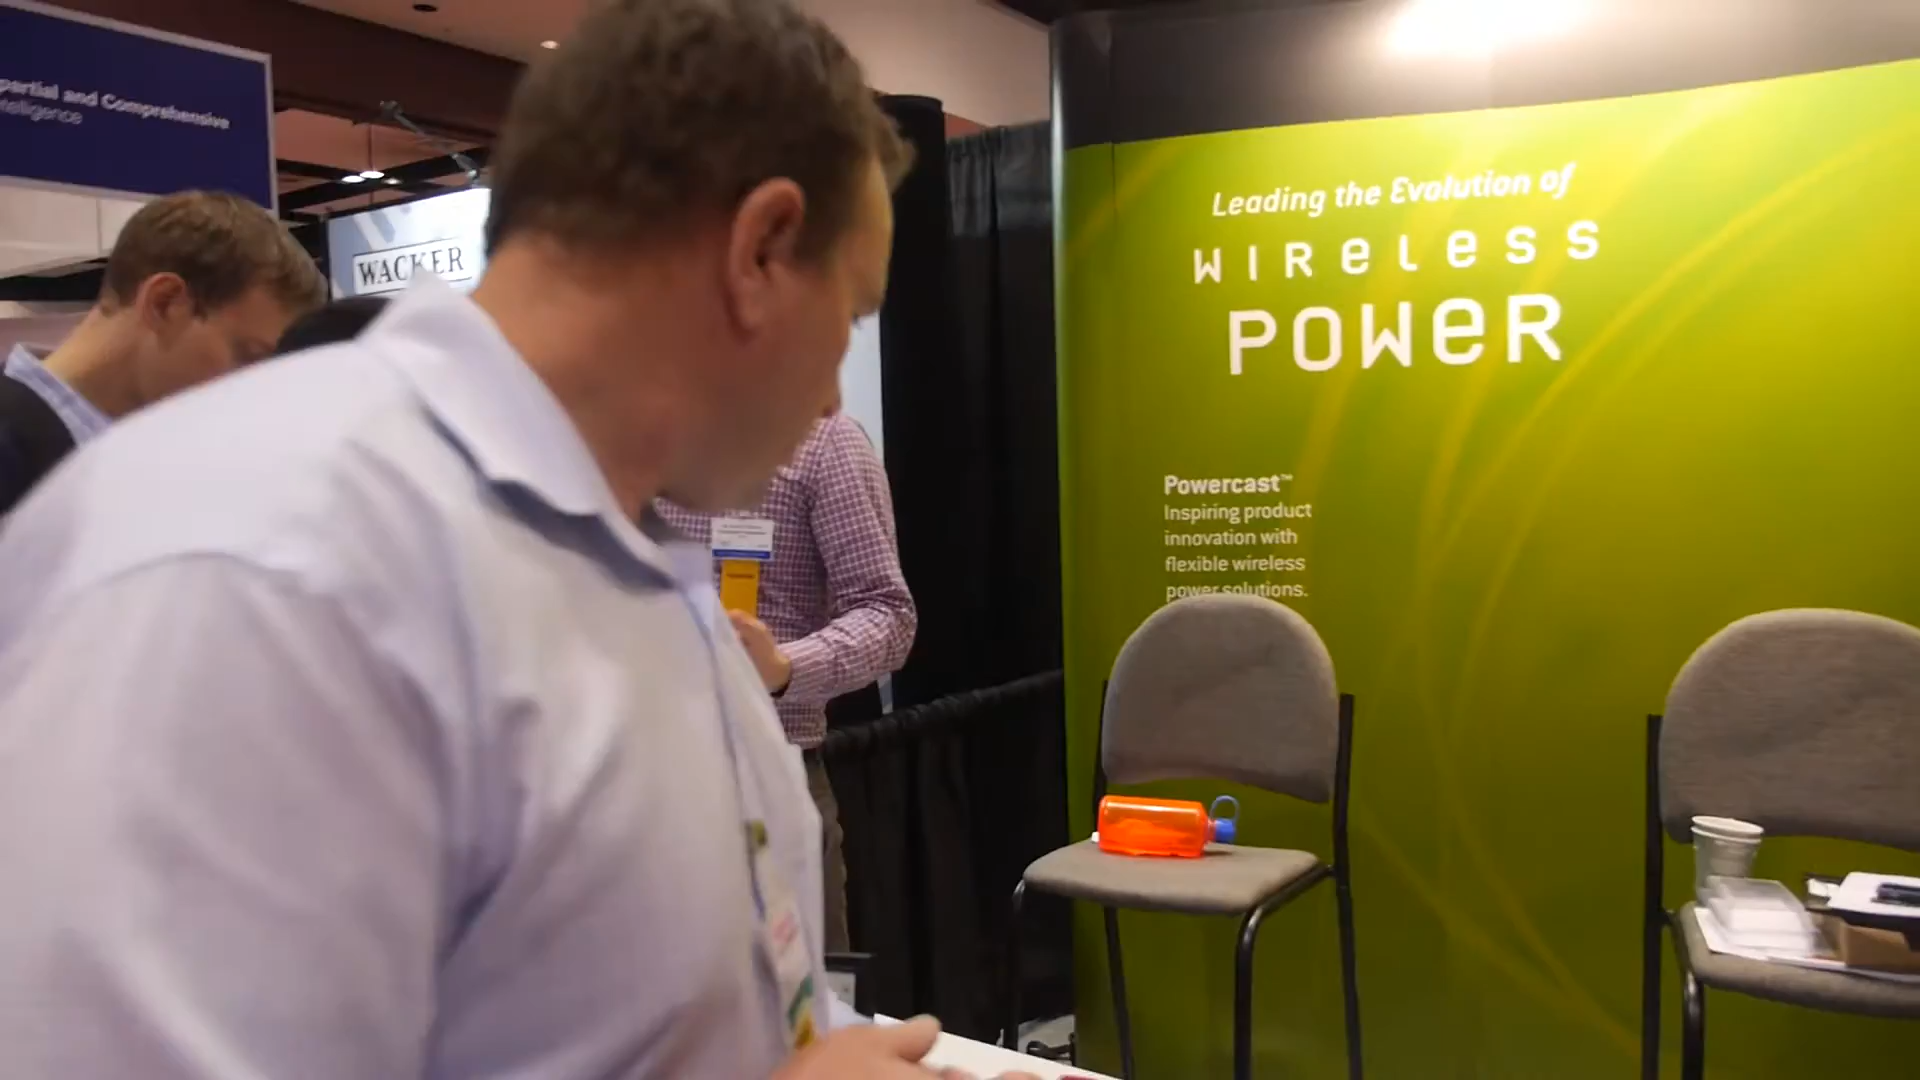 partial and Comprehensive
telligence
WACKER
Leading the Evolution of
WIReLeSS
POWeR
Powercast™
Inspiring product
innovation with
flexible wireless
power solutions.